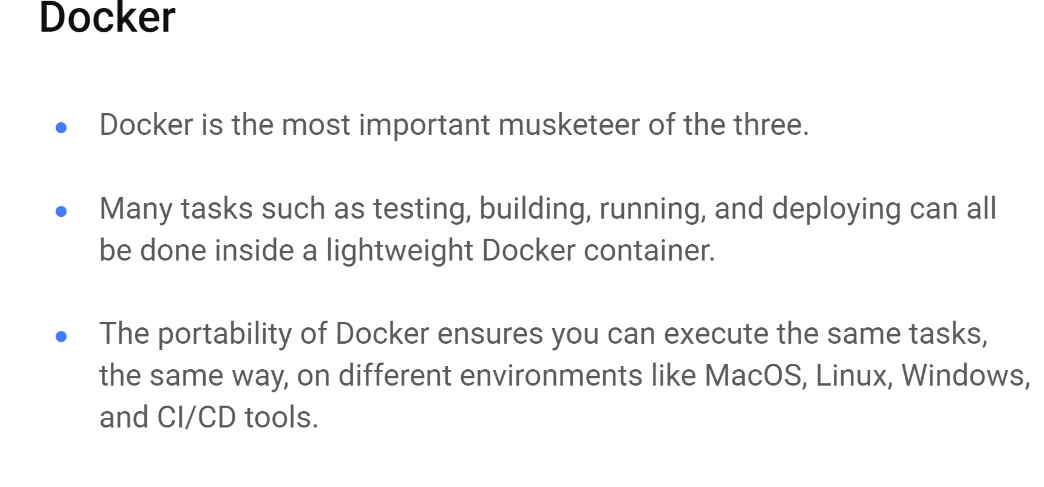 Docker
• Docker is the most important musketeer of the three.
• Many tasks such as testing, building, running, and deploying can all
be done inside a lightweight Docker container.
• The portability of Docker ensures you can execute the same tasks,
the same way, on different environments like MacOS, Linux, Windows,
and CI/CD tools.